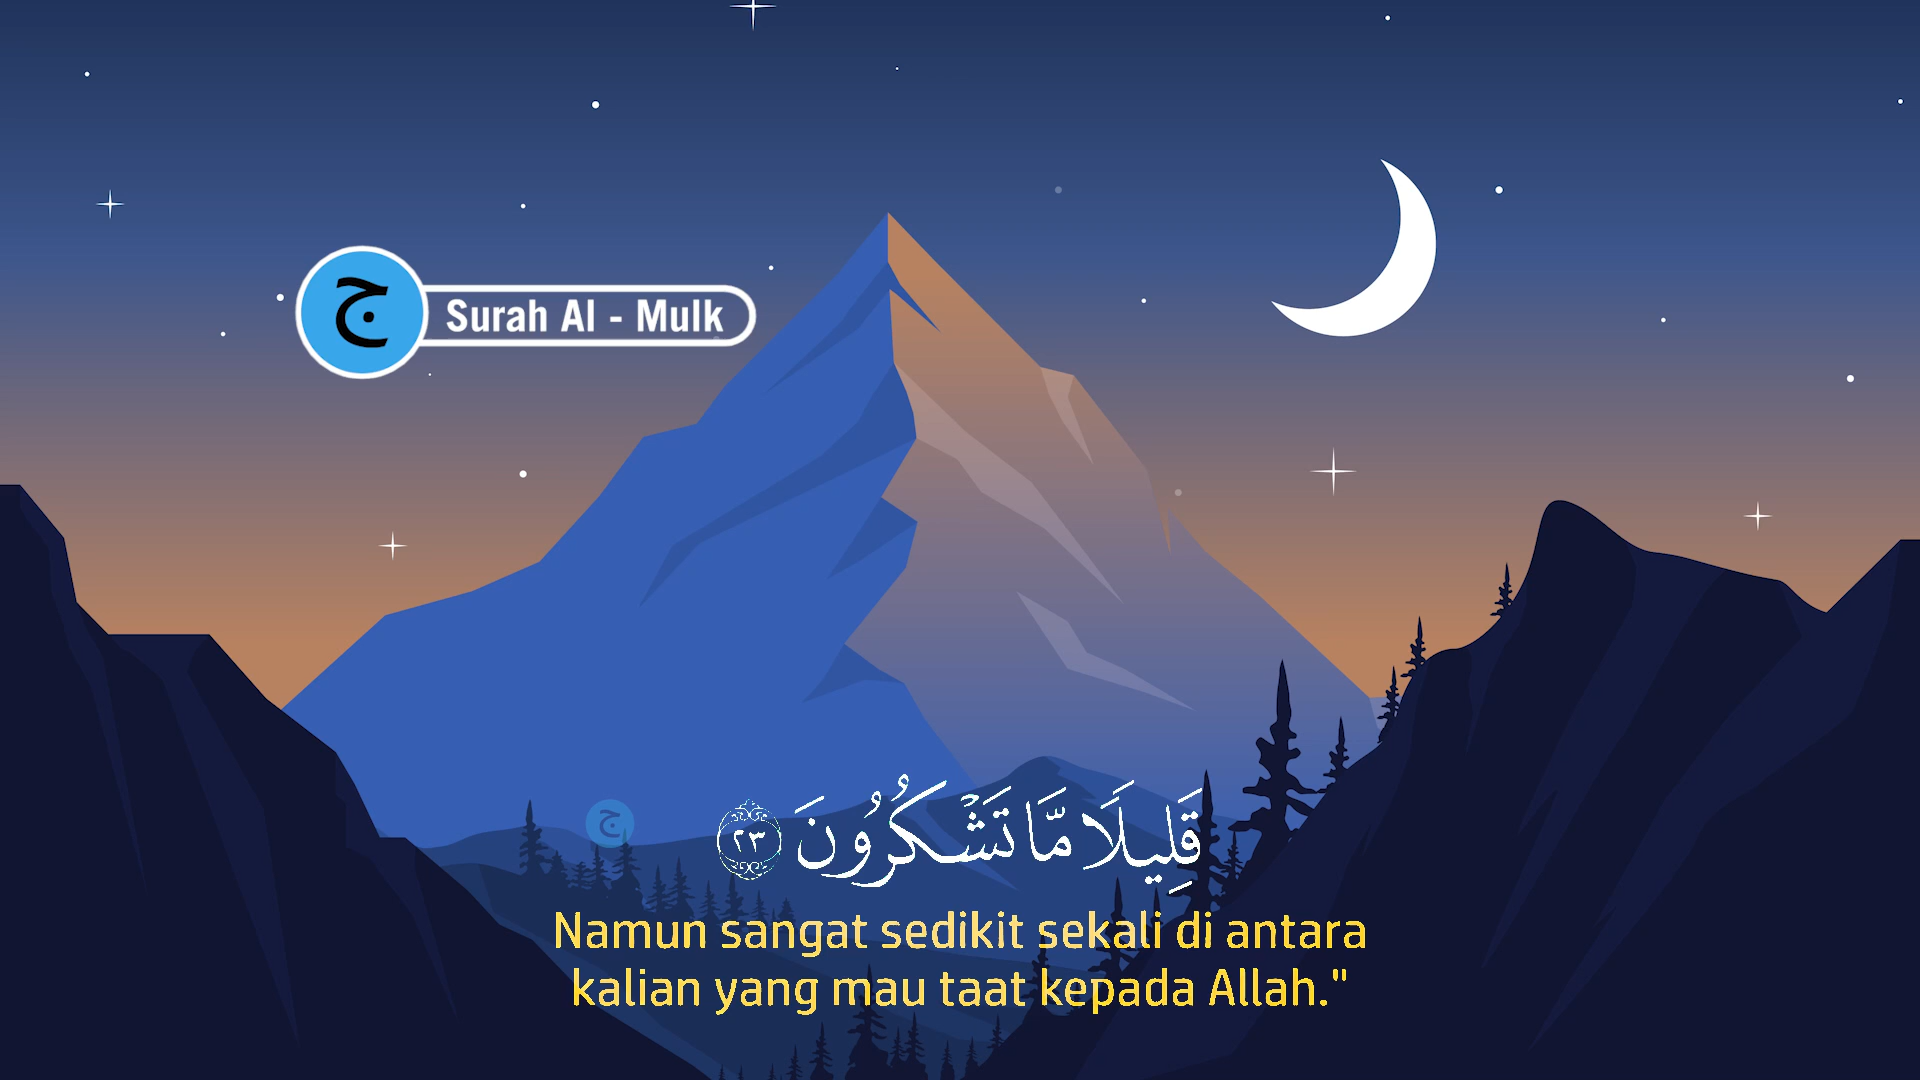 ج
Surah Al - Mulk
قَلِيلًا مَّا تَشْكُرُونَ ٢٣
ج
Namun sangat sedikit sekali di antara
kalian yang mau taat kepada Allah."